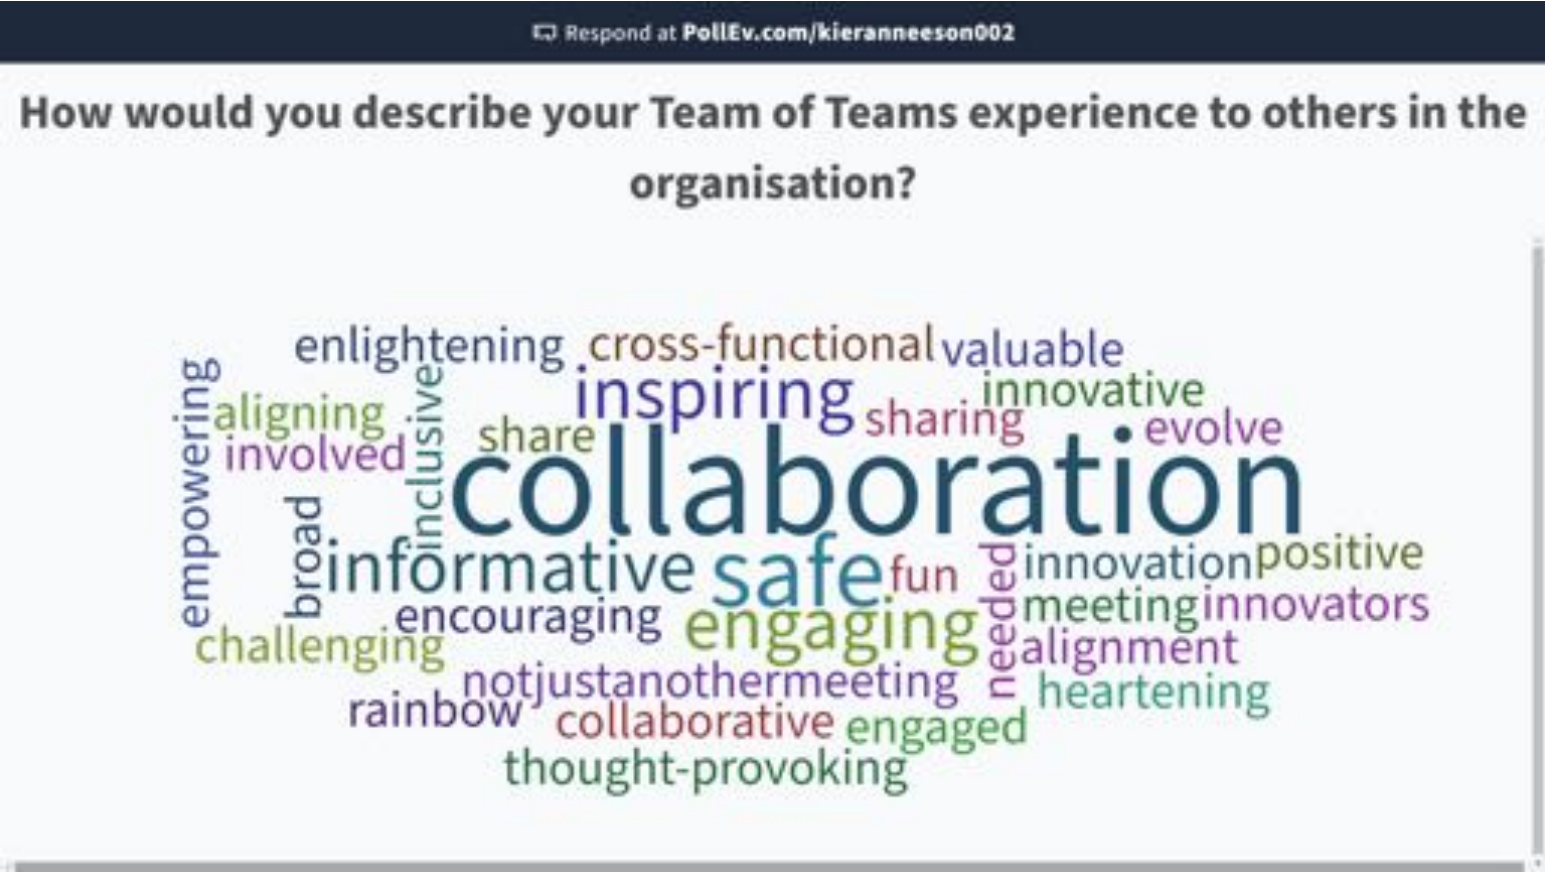 Respond at PollEv.com/kieranneeson002
How would you describe your Team of Teams experience to others in the
organisation?
enlightening cross-functional valuable
empowering
aligning
inclusive
inspiring
innovative
share
sharing
evolve
involved
collaboration
broad
informative
safe
fun
needed
innovation
positive
encouraging
engaging
meeting
innovators
challenging
alignment
notjustanothermeeting
heartening
rainbow
collaborative
engaged
thought-provoking